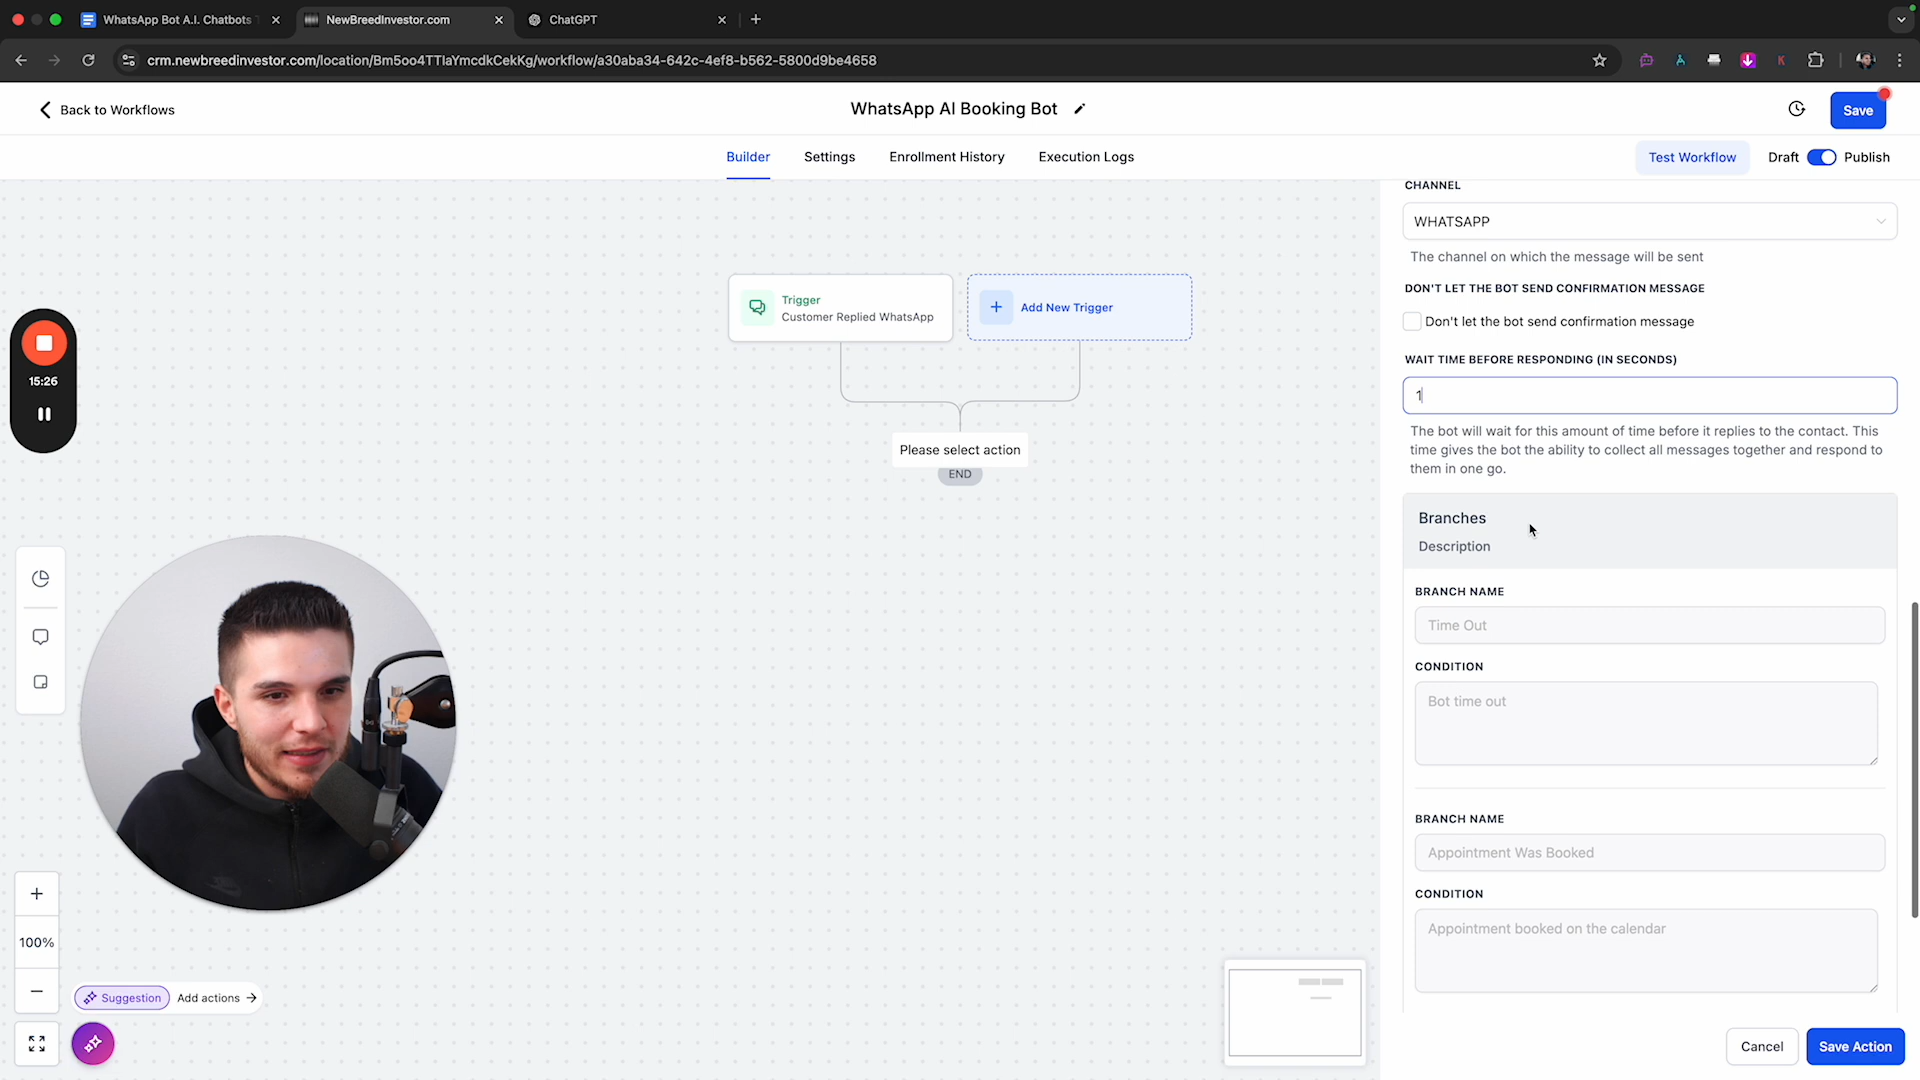 WhatsApp Bot A.I. Chatbots
NewBreedInvestor.com
ChatGPT
crm.newbreedinvestor.com/location/Bm5oo4TTIaYmcdkCekKg/workflow/a30aba34-642c-4ef8-b562-5800d9be4658
Back to Workflows
WhatsApp AI Booking Bot
Save
Builder
Settings
Enrollment History
Execution Logs
Test Workflow
Draft
Publish
CHANNEL
WHATSAPP
The channel on which the message will be sent
DON'T LET THE BOT SEND CONFIRMATION MESSAGE
Don't let the bot send confirmation message
WAIT TIME BEFORE RESPONDING (IN SECONDS)
1
The bot will wait for this amount of time before it replies to the contact. This
time gives the bot the ability to collect all messages together and respond to
them in one go.
Branches
Description
BRANCH NAME
Time Out
CONDITION
Bot time out
BRANCH NAME
Appointment Was Booked
CONDITION
Appointment booked on the calendar
Cancel
Save Action
Trigger
Customer Replied WhatsApp
Add New Trigger
Please select action
END
15:26
100%
Suggestion
Add actions